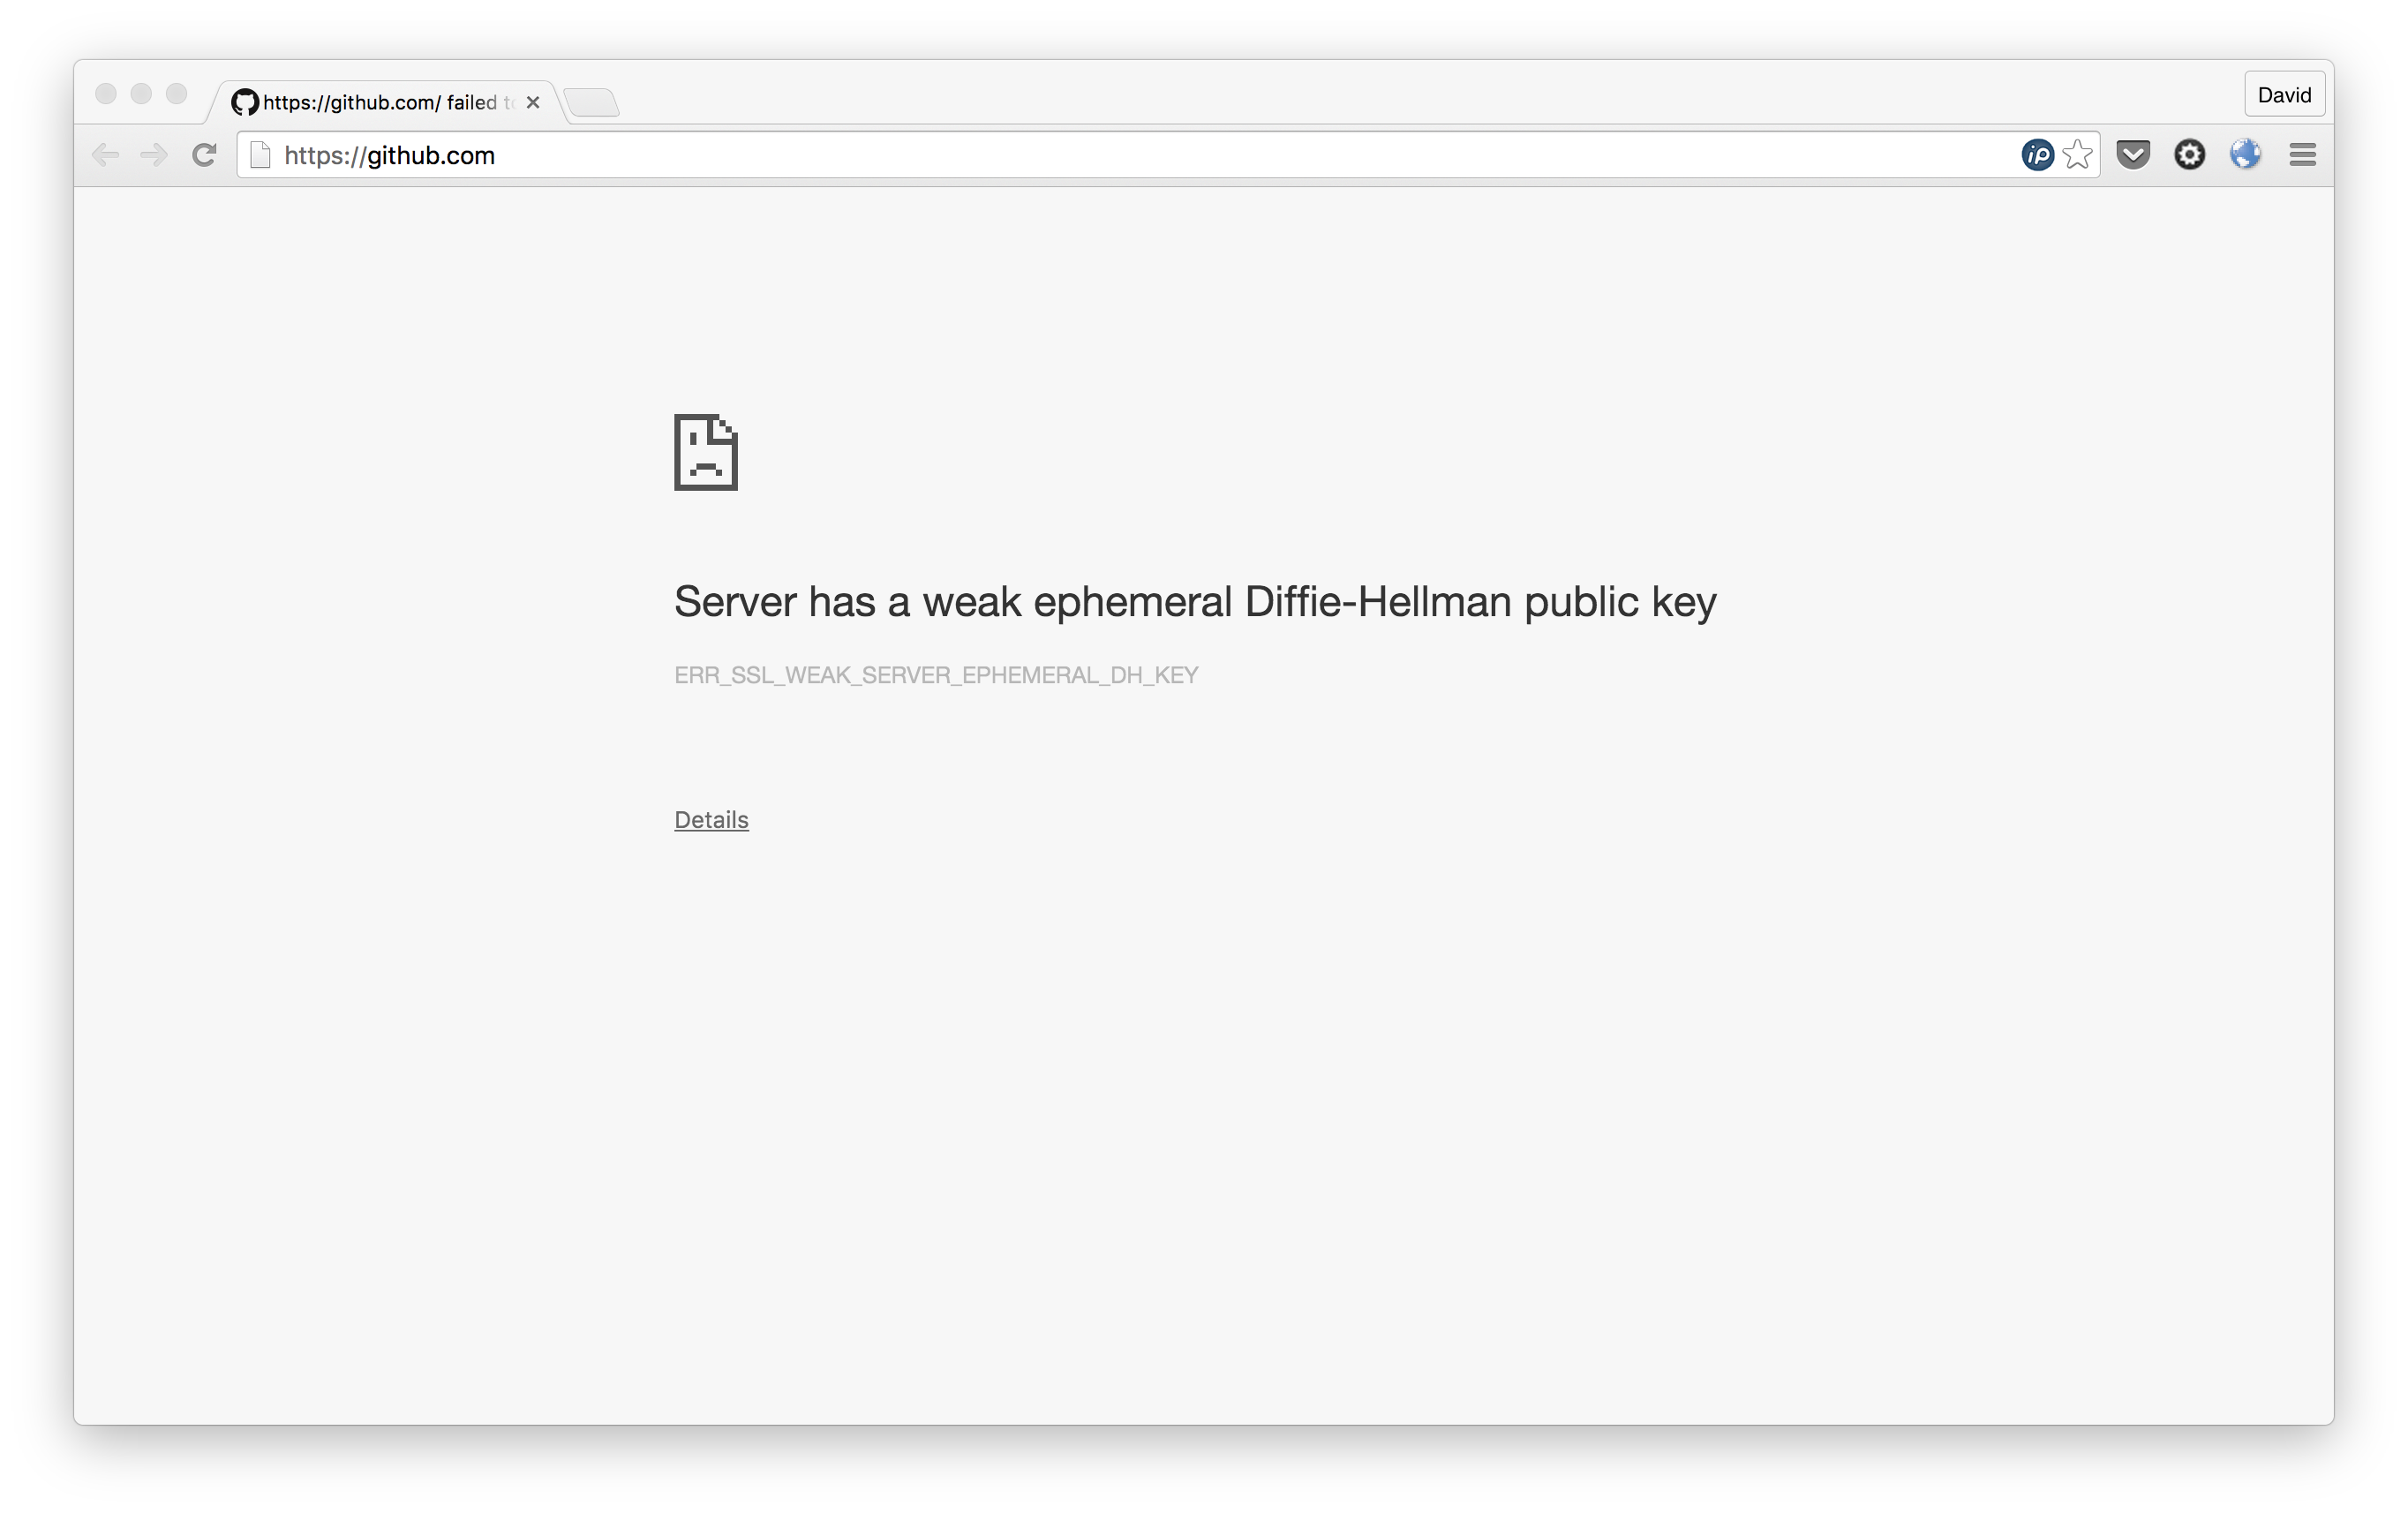 https://github.com/ failed to
David
https://github.com
ip
Server has a weak ephemeral Diffie-Hellman public key
ERR_SSL_WEAK_SERVER_EPHEMERAL_DH_KEY
Details